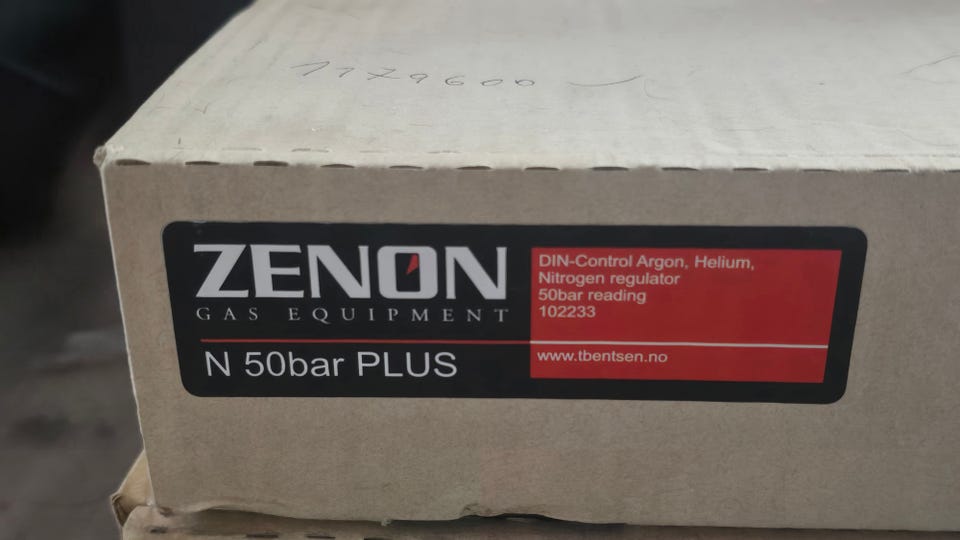 1179600
ZENON
GAS EQUIPMENT
N 50bar PLUS
DIN-Control Argon, Helium,
Nitrogen regulator
50bar reading
102233
www.tbentsen.no